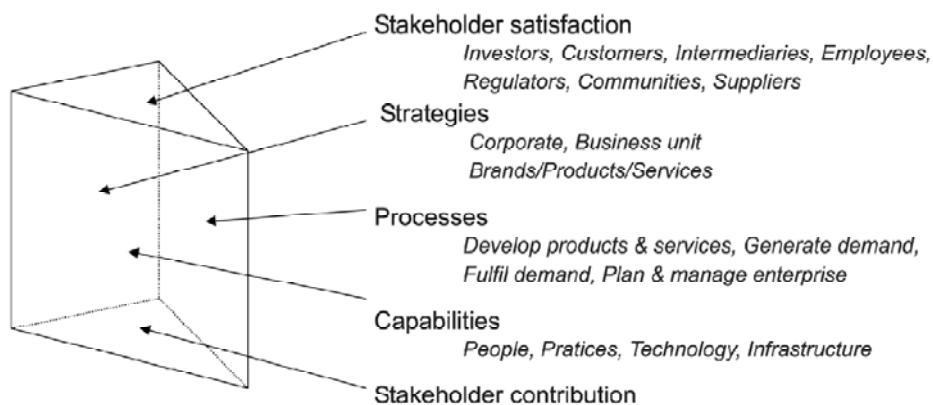 Stakeholder satisfaction
Investors, Customers, Intermediaries, Employees,
Regulators, Communities, Suppliers
Strategies
Corporate, Business unit
Brands/Products/Services
Processes
Develop products & services, Generate demand,
Fulfil demand, Plan & manage enterprise
Capabilities
People, Pratices, Technology, Infrastructure
Stakeholder contribution